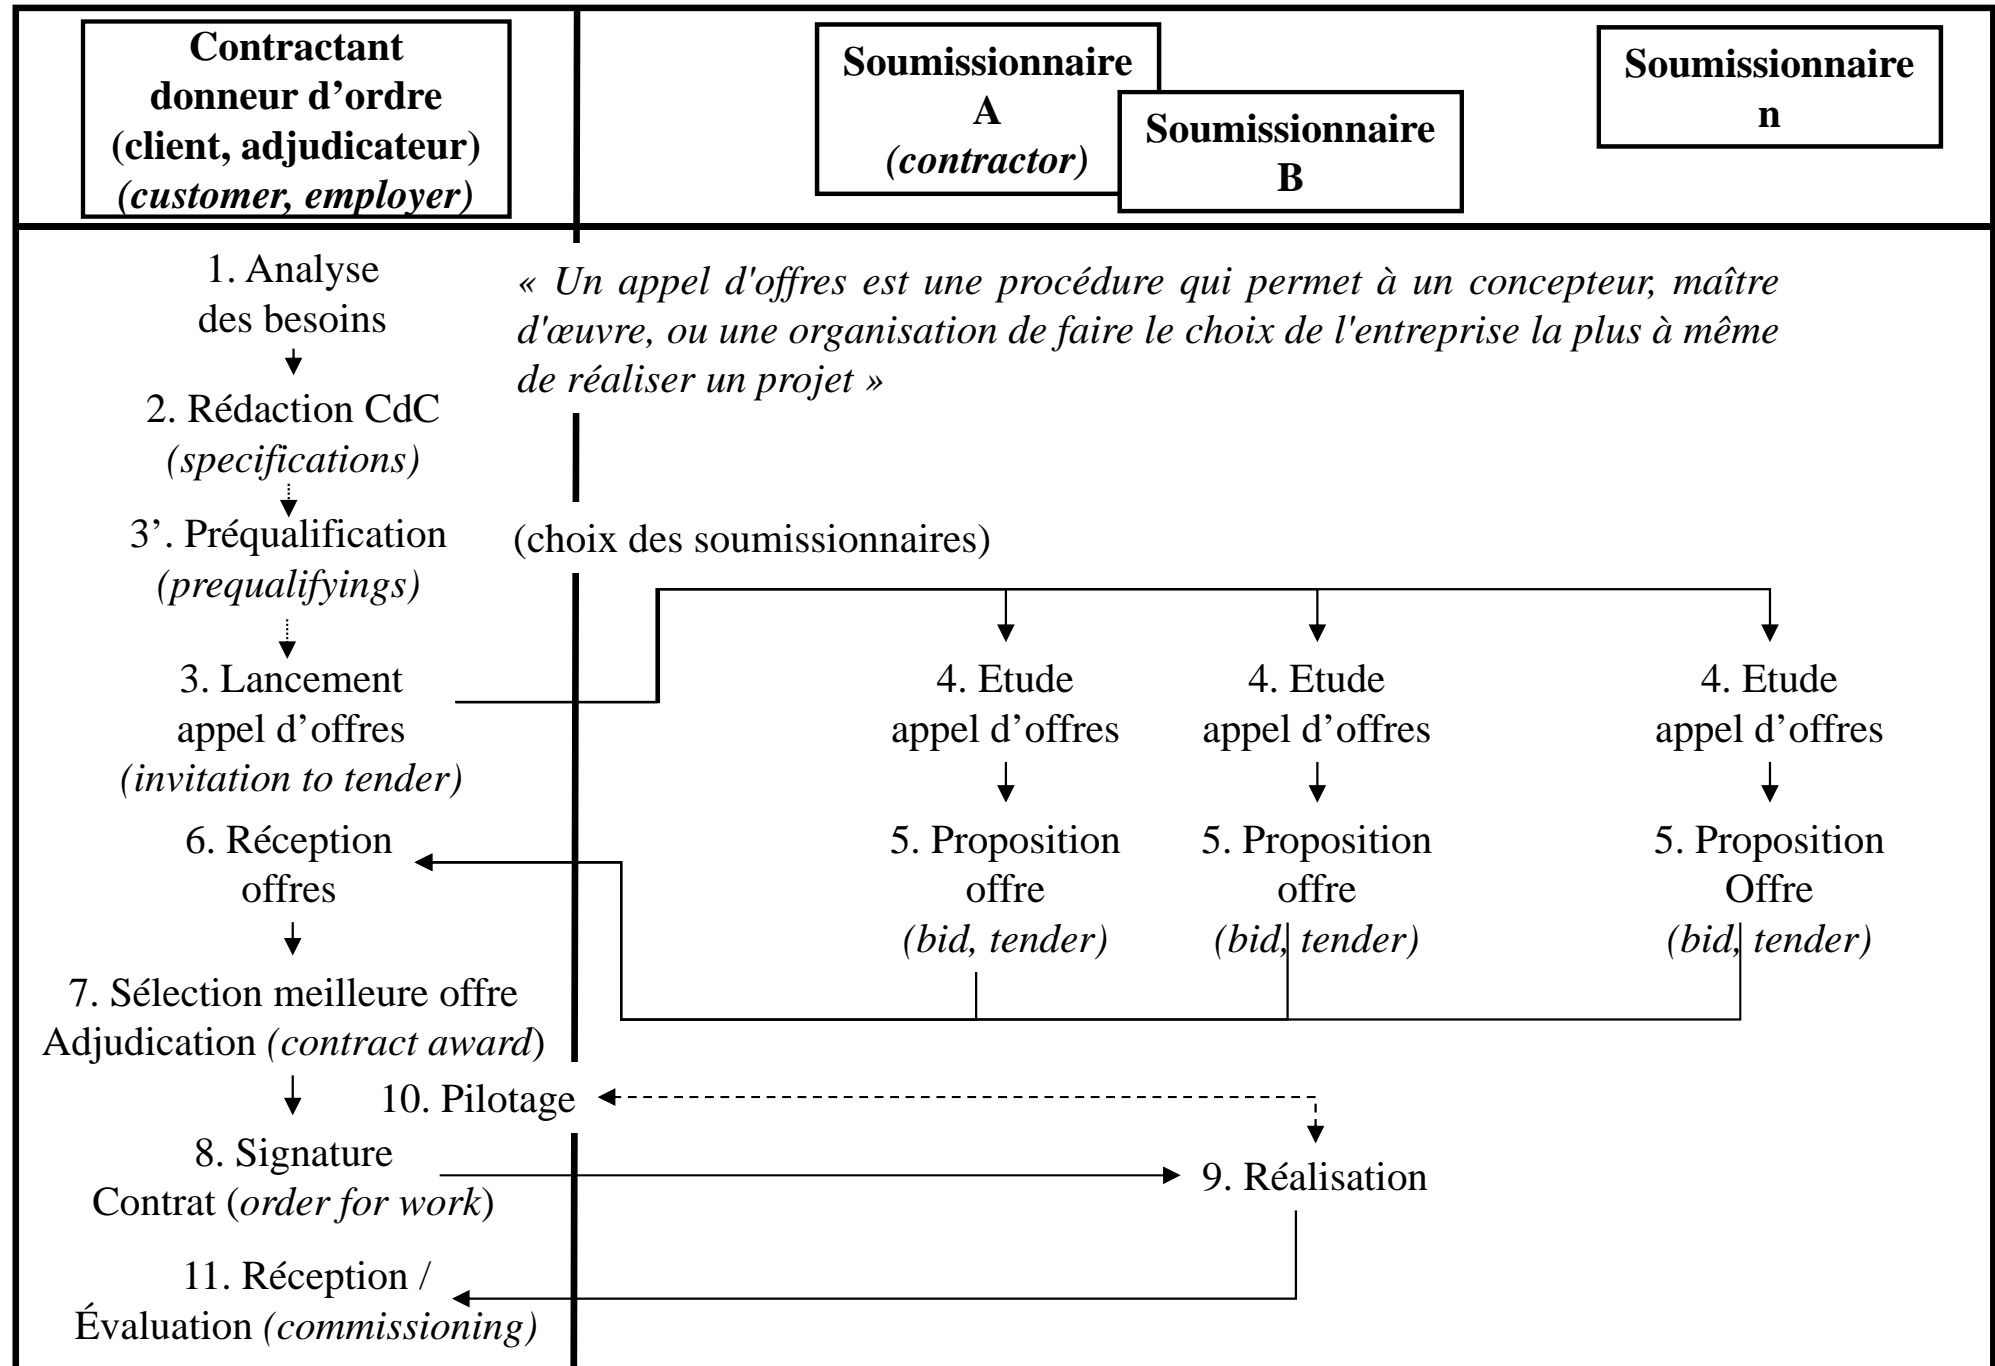 Contractant
donneur d’ordre
(client, adjudicateur)
(customer, employer)
Soumissionnaire
A
(contractor)
Soumissionnaire
B
Soumissionnaire
n
1. Analyse
des besoins
« Un appel d'offres est une procédure qui permet à un concepteur, maître
d'œuvre, ou une organisation de faire le choix de l'entreprise la plus à même
de réaliser un projet »
2. Rédaction CdC
(specifications)
3’. Préqualification
(prequalifyings)
(choix des soumissionnaires)
3. Lancement
appel d’offres
(invitation to tender)
4. Etude
appel d’offres
4. Etude
appel d’offres
4. Etude
appel d’offres
5. Proposition
offre
(bid, tender)
5. Proposition
offre
(bid, tender)
5. Proposition
Offre
(bid, tender)
6. Réception
offres
7. Sélection meilleure offre
Adjudication (contract award)
10. Pilotage
8. Signature
Contrat (order for work)
9. Réalisation
11. Réception /
Évaluation (commissioning)